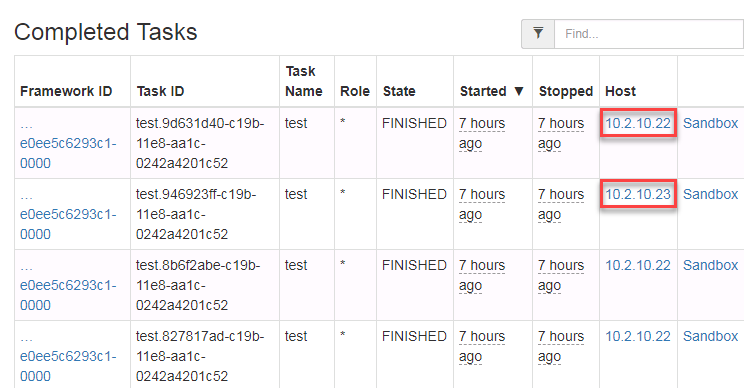 Completed Tasks
Find...
Framework ID Task ID Task Name Role State Started ▼ Stopped Host
… e0ee5c6293c1-0000 test.9d631d40-c19b-11e8-aa1c-0242a4201c52 test * FINISHED 7 hours ago 7 hours ago 10.2.10.22 Sandbox
… e0ee5c6293c1-0000 test.946923ff-c19b-11e8-aa1c-0242a4201c52 test * FINISHED 7 hours ago 7 hours ago 10.2.10.23 Sandbox
… e0ee5c6293c1-0000 test.8b6f2abe-c19b-11e8-aa1c-0242a4201c52 test * FINISHED 7 hours ago 7 hours ago 10.2.10.22 Sandbox
… e0ee5c6293c1-0000 test.827817ad-c19b-11e8-aa1c-0242a4201c52 test * FINISHED 7 hours ago 7 hours ago 10.2.10.22 Sandbox